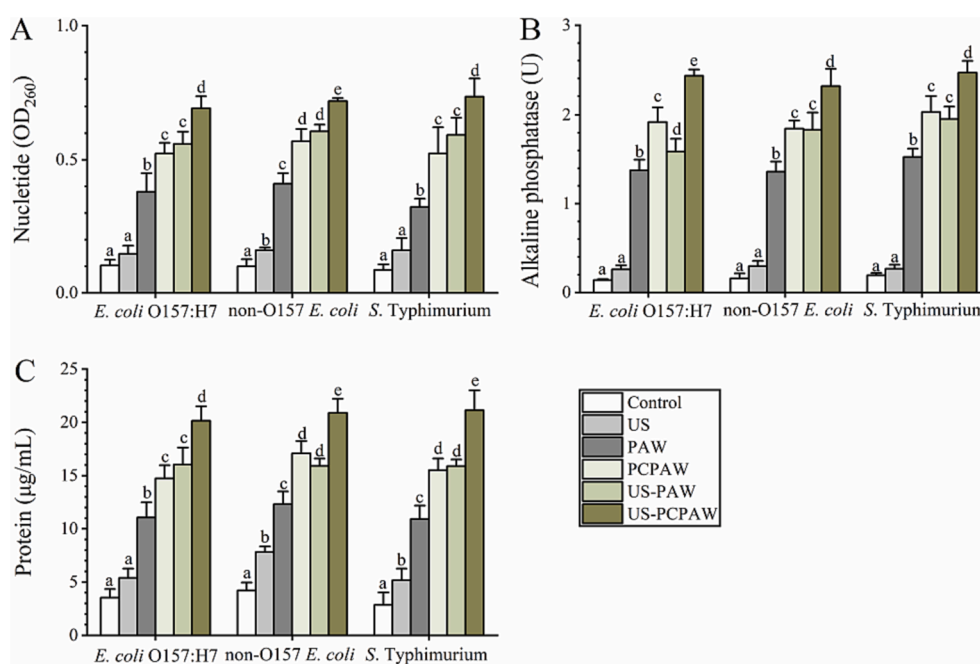 A
Nucletide (OD260)
1.0
0.5
0.0
a a b c c d
a b c d d e
a a b c c d
E. coli O157:H7 non-O157 E. coli S. Typhimurium
B
Alkaline phosphatase (U)
3
2
1
0
a a b c d e
a a b c c d
a a b c c d
E. coli O157:H7 non-O157 E. coli S. Typhimurium
C
Protein (μg/mL)
25
20
15
10
5
0
a a b c c d
a b c d d e
a b c d d e
E. coli O157:H7 non-O157 E. coli S. Typhimurium
Control
US
PAW
PCPAW
US-PAW
US-PCPAW